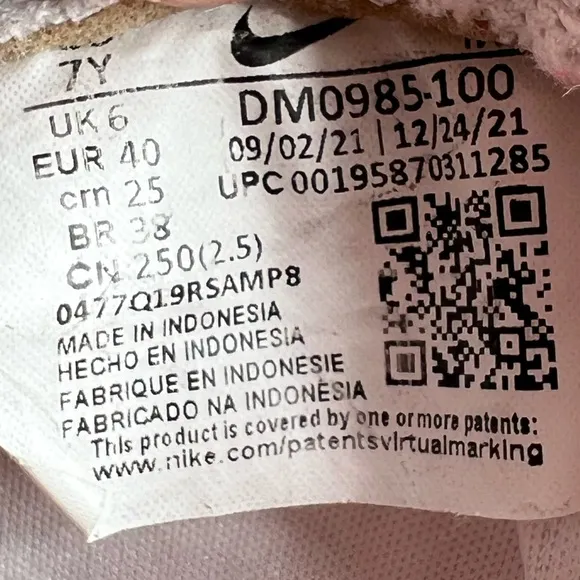 7Y
UK 6
EUR 40
cm 25
BR 38
CN 250(2.5)
DM0985-100
09/02/21 | 12/24/21
UPC 00195870311285
0477Q19RSAMP8
MADE IN INDONESIA
HECHO EN INDONESIA
FABRIQUE EN INDONESIE
FABRICADO NA INDONÉSIA
This product is covered by one or more patents:
www.nike.com/patentsvirtualmarking